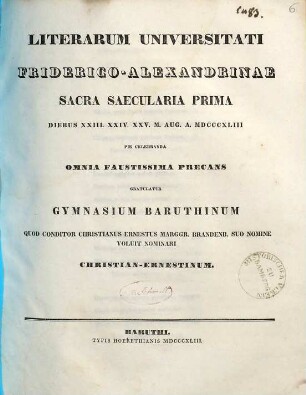 6
LITERARUM UNIVERSITATI
FRIDERICO-ALEXANDRINAE
SACRA SAECULARIA PRIMA
DIEBUS XXIII. XXIV. XXV. M. AUG. A. MDCCCXLIII
PIE CELEBRANDA
OMNIA FAUSTISSIMA PRECANS
GRATULATUR
GYMNASIUM BARUTHINUM
QUOD CONDITOR CHRISTIANUS ERNESTUS MARGGR. BRANDENB. SUO NOMINE
VOLUIT NOMINARI
CHRISTIAN-ERNESTINUM.
BARUTHI.
TYPIS HOERETHIANIS MDCCCXLIII.